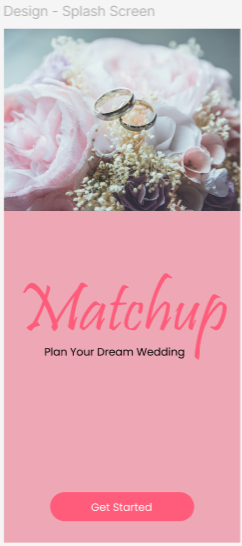 Design - Splash Screen
Matchup
Plan Your Dream Wedding
Get Started